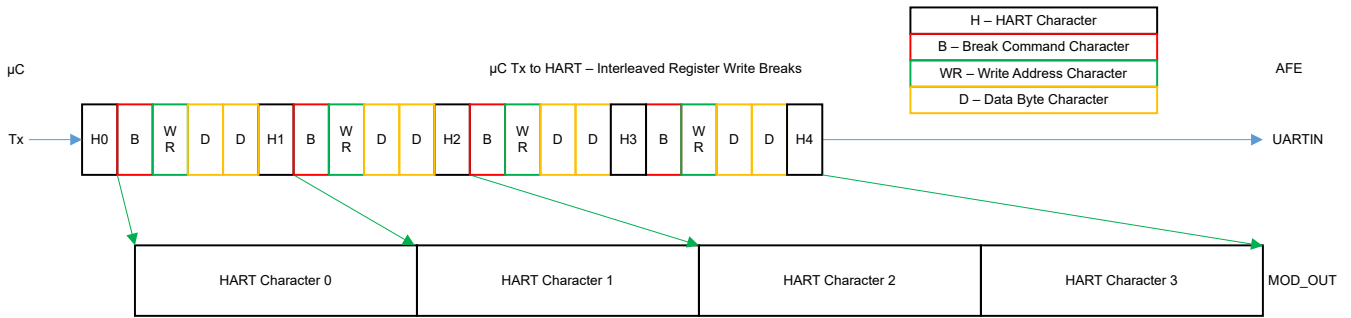 H – HART Character
B – Break Command Character
WR – Write Address Character
D – Data Byte Character
µC
µC Tx to HART – Interleaved Register Write Breaks
AFE
Tx
H0
B
W
R
D
D
H1
B
W
R
D
D
H2
B
W
R
D
D
H3
B
W
R
D
D
H4
UARTIN
HART Character 0
HART Character 1
HART Character 2
HART Character 3
MOD_OUT